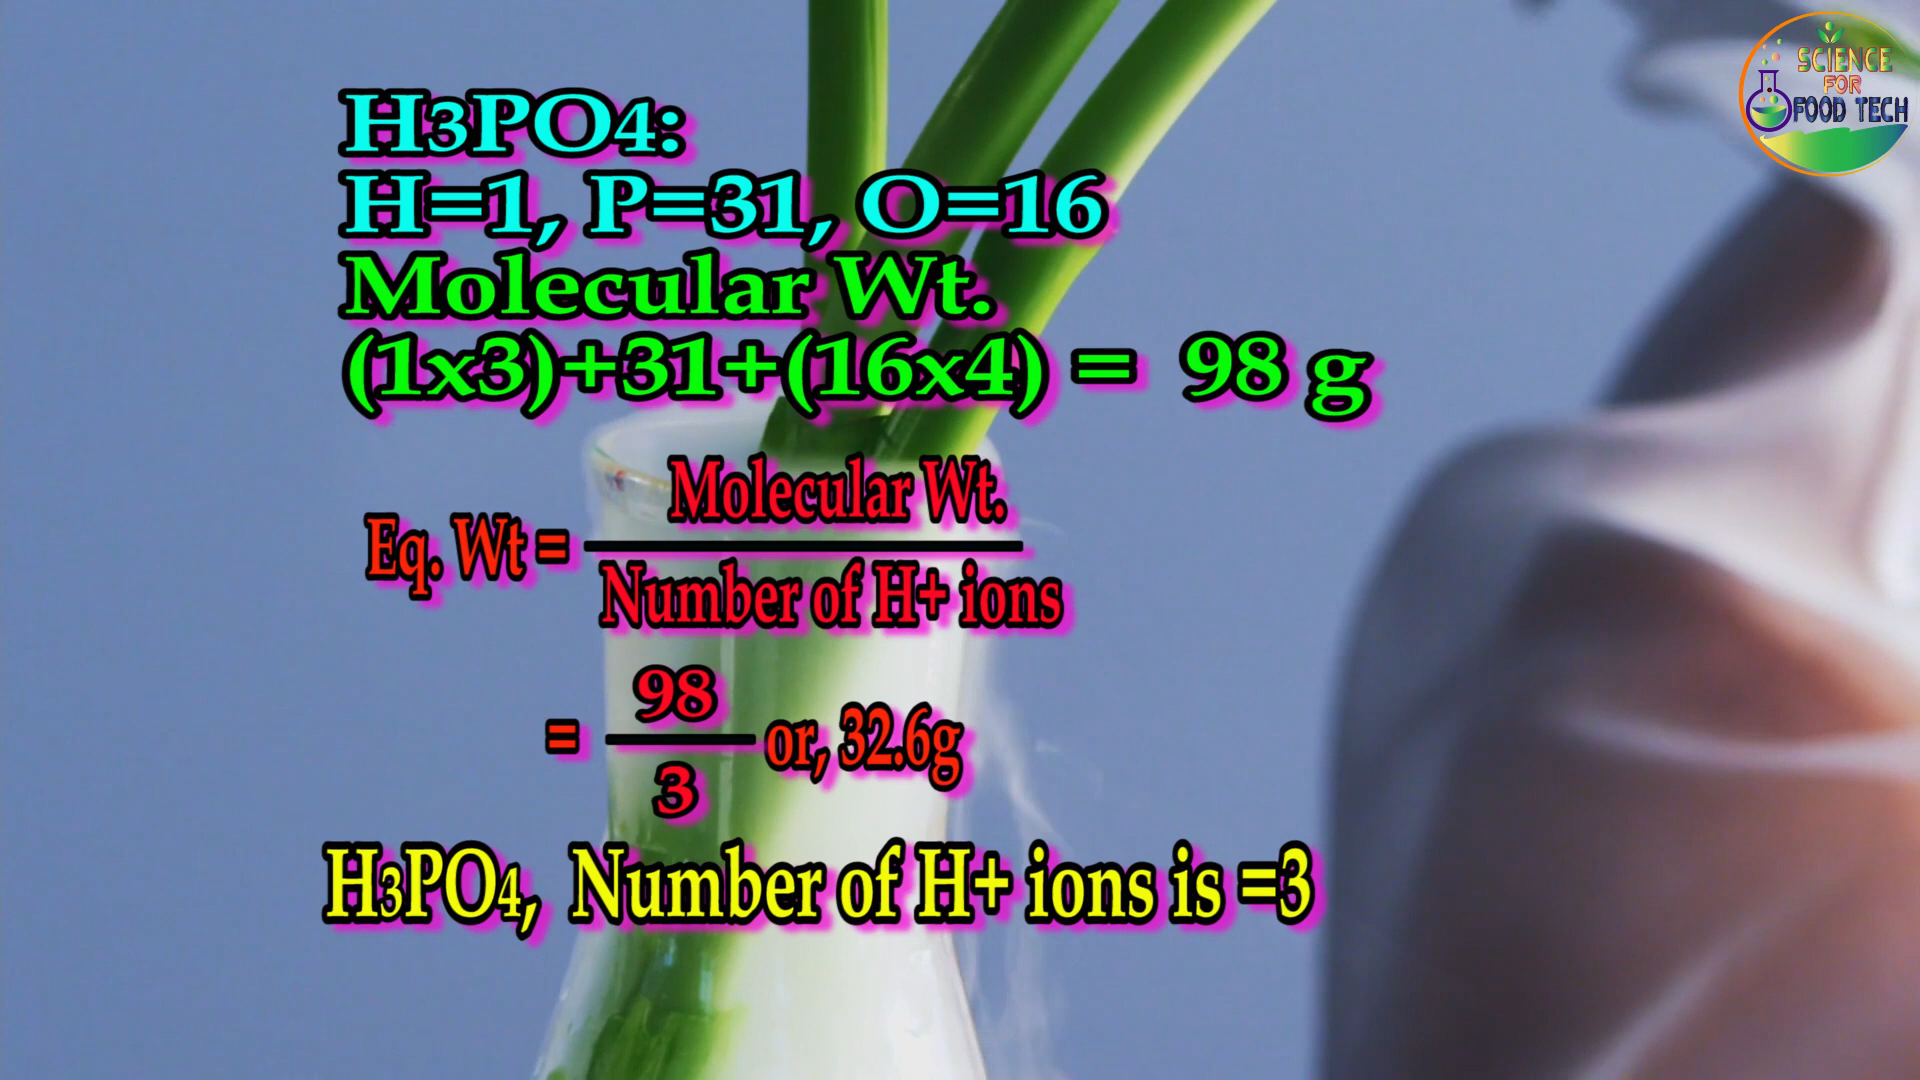 SCIENCE
FOR
FOOD TECH
H3PO4:
H=1, P=31, O=16
Molecular Wt.
(1x3)+31+(16x4) = 98 g
Eq. Wt = Molecular Wt.
Number of H+ ions
= 98
3
or, 32.6g
H3PO4, Number of H+ ions is =3